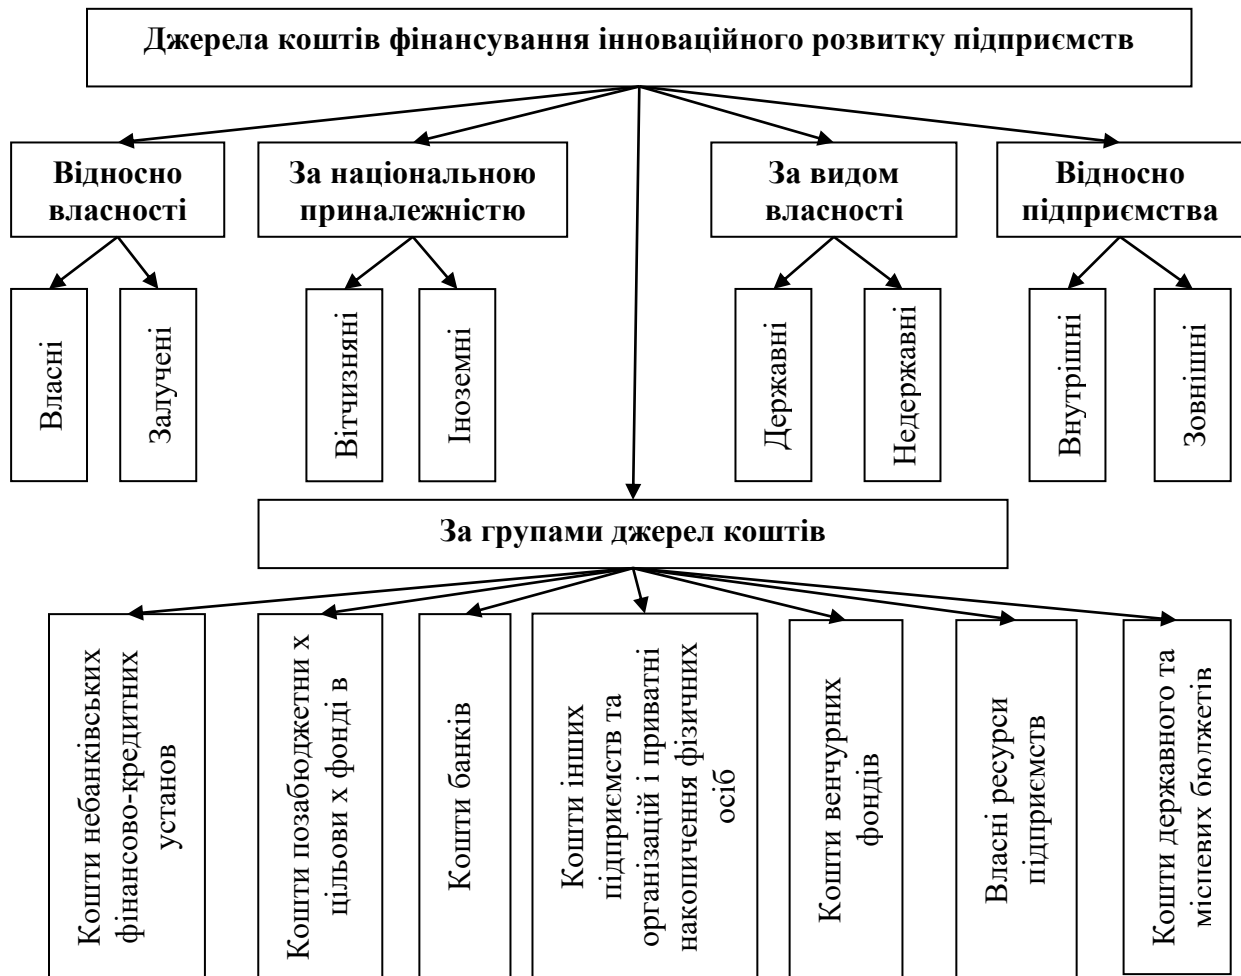 Джерела коштів фінансування інноваційного розвитку підприємств
Відносно
власності
За національною
приналежністю
За видом
власності
Відносно
підприємства
Власні
Залучені
Вітчизняні
Іноземні
Державні
Недержавні
Внутрішні
Зовнішні
За групами джерел коштів
Кошти небанківських
фінансово-кредитних
установ
Кошти позабюджетни х
цільови х фонді в
Кошти банків
Кошти інших
підприємств та
організацій і приватні
накопичення фізичних
осіб
Кошти венчурних
фондів
Власні ресурси
підприємств
Кошти державного та
міспевих бюлжетів